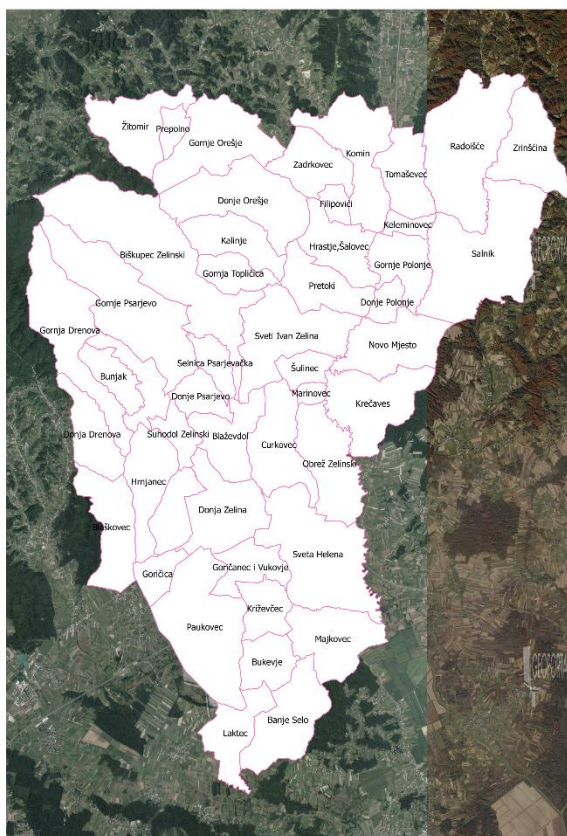 Žitomir
Prepolno
Gornje Orešje
Zadrkovec
Komin
Tomaševec
Radoišće
Zrinšćina
Donje Orešje
Filipovići
Keleminovec
Kalinje
Hrastje,Šalovec
Biškupec Zelinski
Gornje Polonje
Salnik
Gornja Topličica
Pretoki
Gornje Psarjevo
Donje Polonje
Gornja Drenova
Sveti Ivan Zelina
Novo Mjesto
Selnica Psarjevačka
Šulinec
Bunjak
Marinovec
Donje Psarjevo
Krečaves
Donja Drenova
Suhodol Zelinski
Blaževdol
Curkovec
Obrež Zelinski
Hrnjanec
Donja Zelina
Blaškovec
Sveta Helena
Goričica
Goričanec i Vukovje
Paukovec
Križevčec
Majkovec
Bukevje
Laktec
Banje Selo